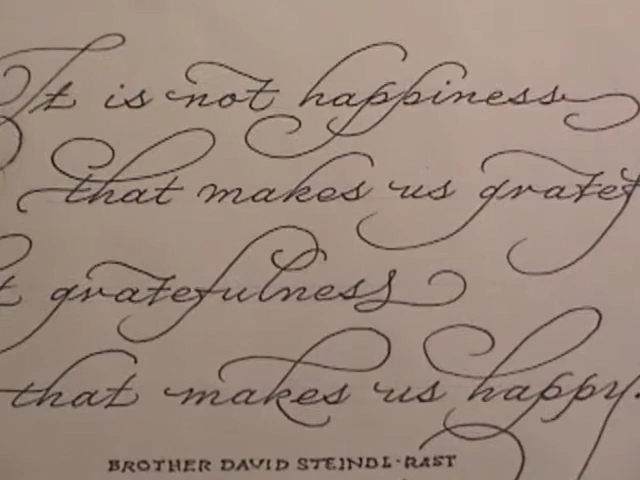 It is not happiness
that makes us gratef
t gratefulness
that makes us happy.
BROTHER DAVID STEINDL-RAST